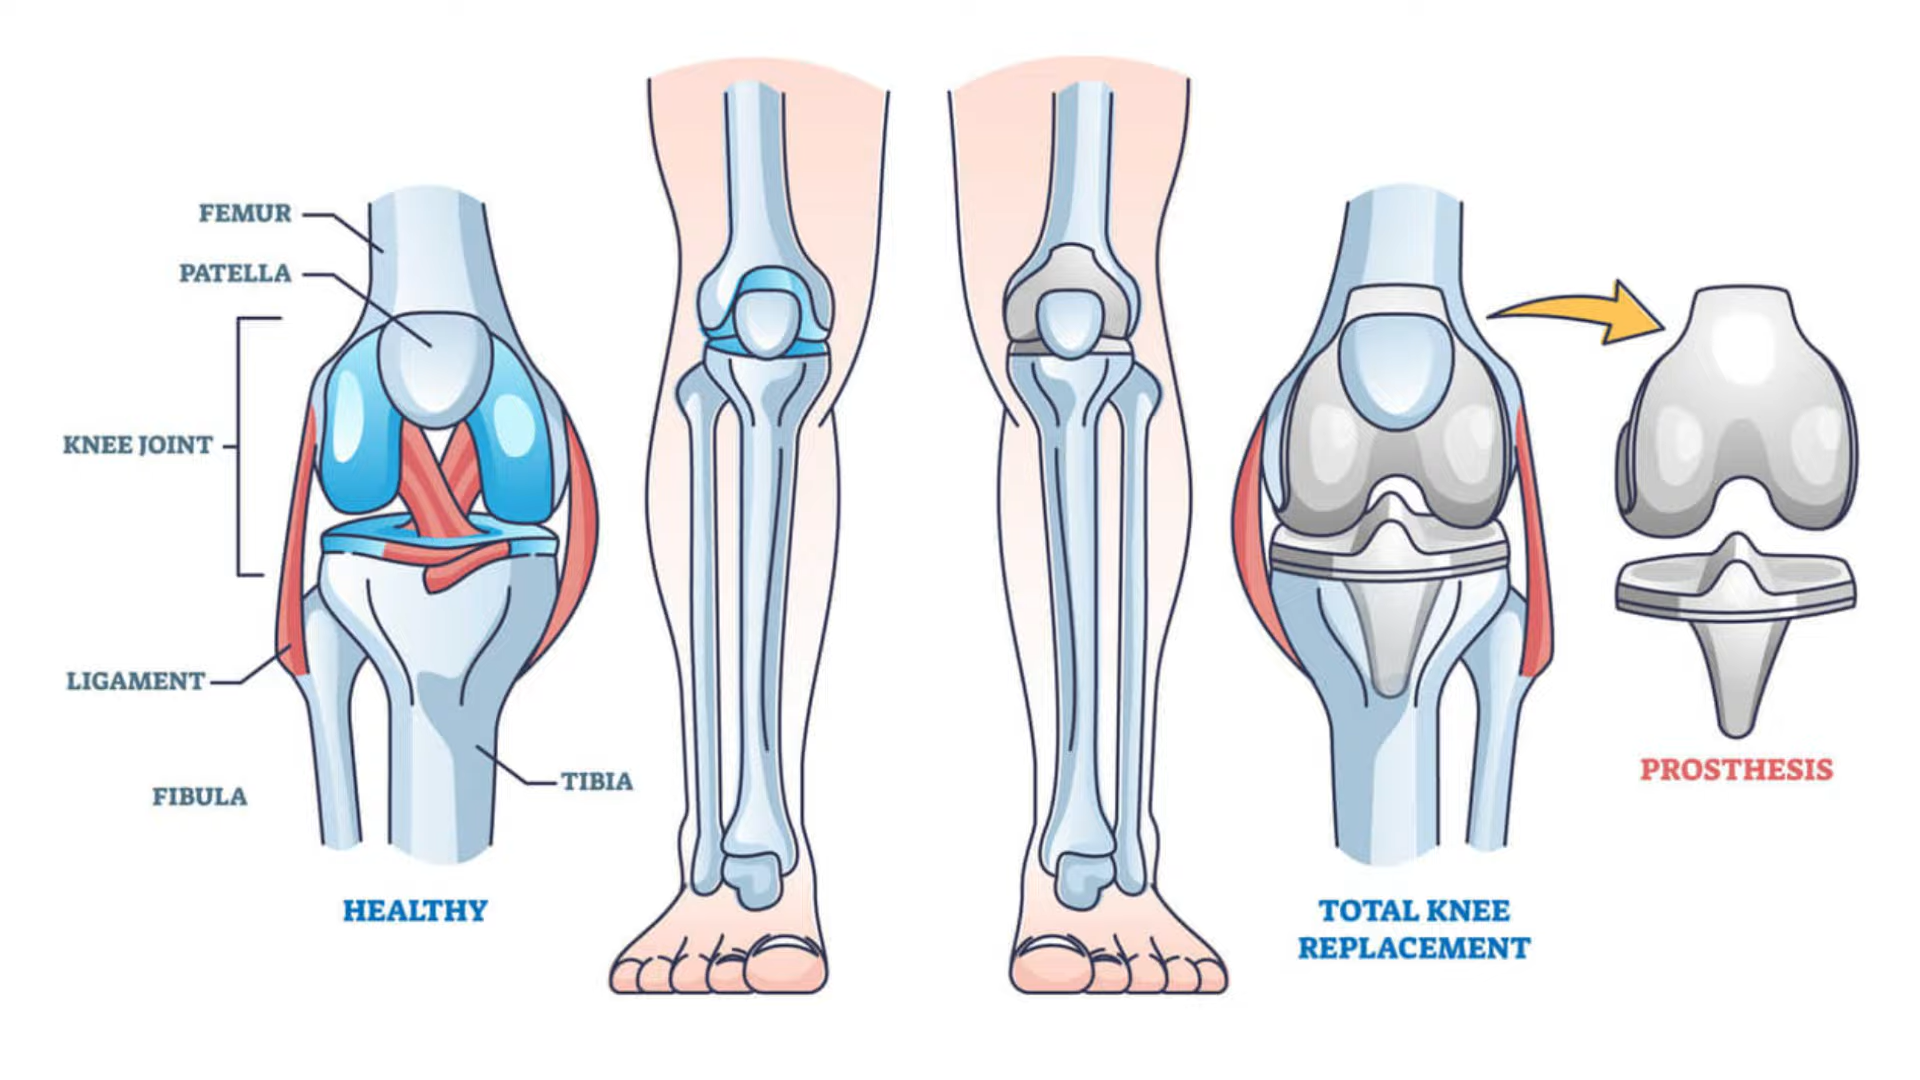 FEMUR
PATELLA
KNEE JOINT
LIGAMENT
FIBULA
TIBIA
HEALTHY
TOTAL KNEE
REPLACEMENT
PROSTHESIS